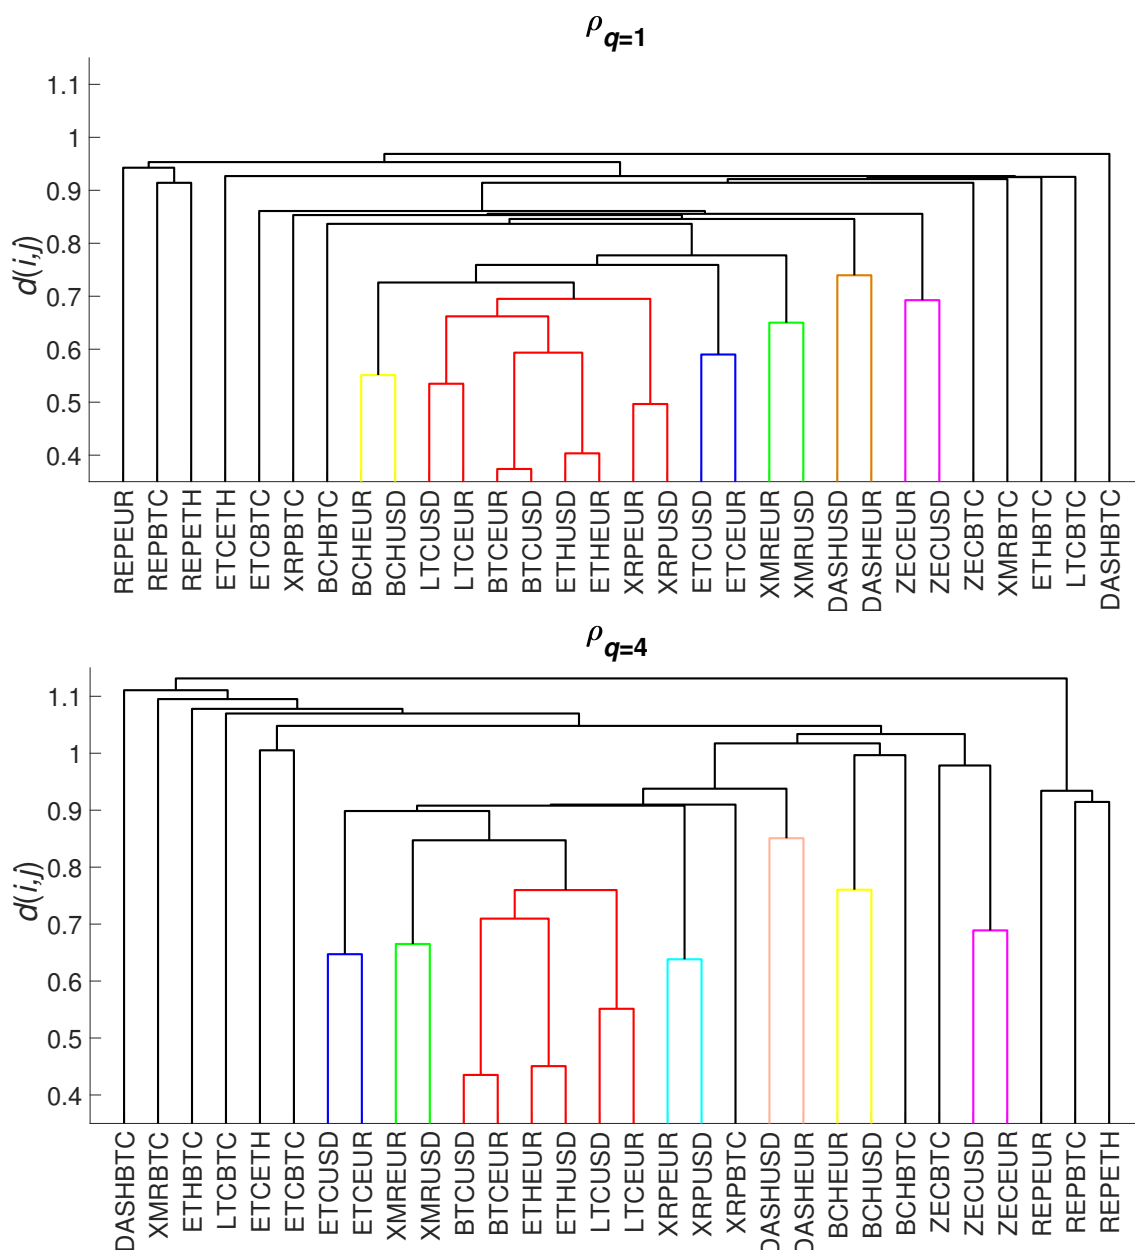 ρq=1
1.1
1
0.9
0.8
0.7
0.6
0.5
0.4
d(i,j)
REPEUR
REPBTC
REPETH
ETCETH
ETCBTC
XRPBTC
BCHBTC
BCHEUR
BCHUSD
LTCUSD
LTCEUR
BTCEUR
BTCUSD
ETHUSD
ETHEUR
XRPEUR
XRPUSD
ETCUSD
ETCEUR
XMREUR
XMRUSD
DASHUSD
DASHEUR
ZECEUR
ZECUSD
ZECBTC
XMRBTC
ETHBTC
LTCBTC
DASHBTC
ρq=4
1.1
1
0.9
0.8
0.7
0.6
0.5
0.4
d(i,j)
DASHBTC
XMRBTC
ETHBTC
LTCBTC
ETCETH
ETCBTC
ETCUSD
ETCEUR
XMREUR
XMRUSD
BTCUSD
BTCEUR
ETHEUR
ETHUSD
LTCUSD
LTCEUR
XRPEUR
XRPUSD
XRPBTC
DASHUSD
DASHEUR
BCHEUR
BCHUSD
BCHBTC
ZECBTC
ZECUSD
ZECEUR
REPEUR
REPBTC
REPETH